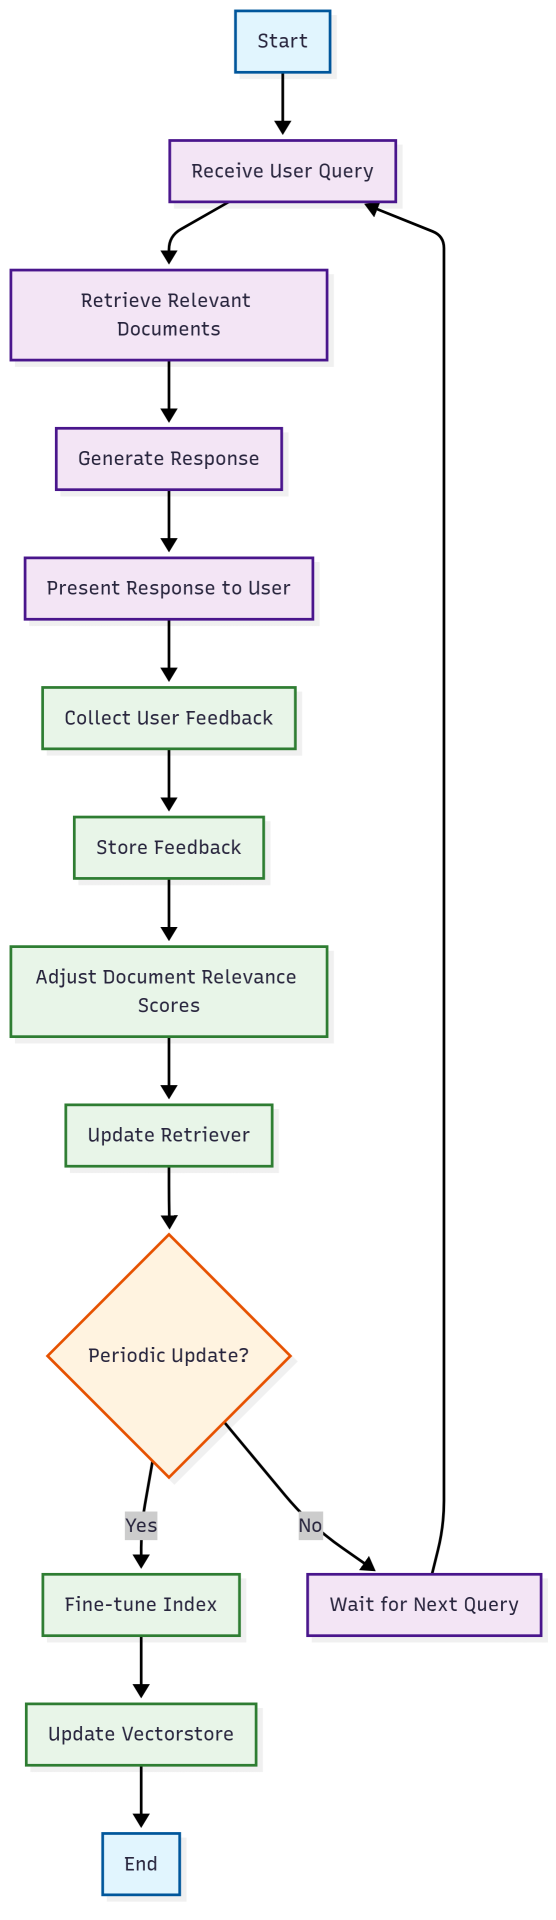 Start
Receive User Query
Retrieve Relevant
Documents
Generate Response
Present Response to User
Collect User Feedback
Store Feedback
Adjust Document Relevance
Scores
Update Retriever
Periodic Update?
Yes
No
Fine-tune Index
Wait for Next Query
Update Vectorstore
End